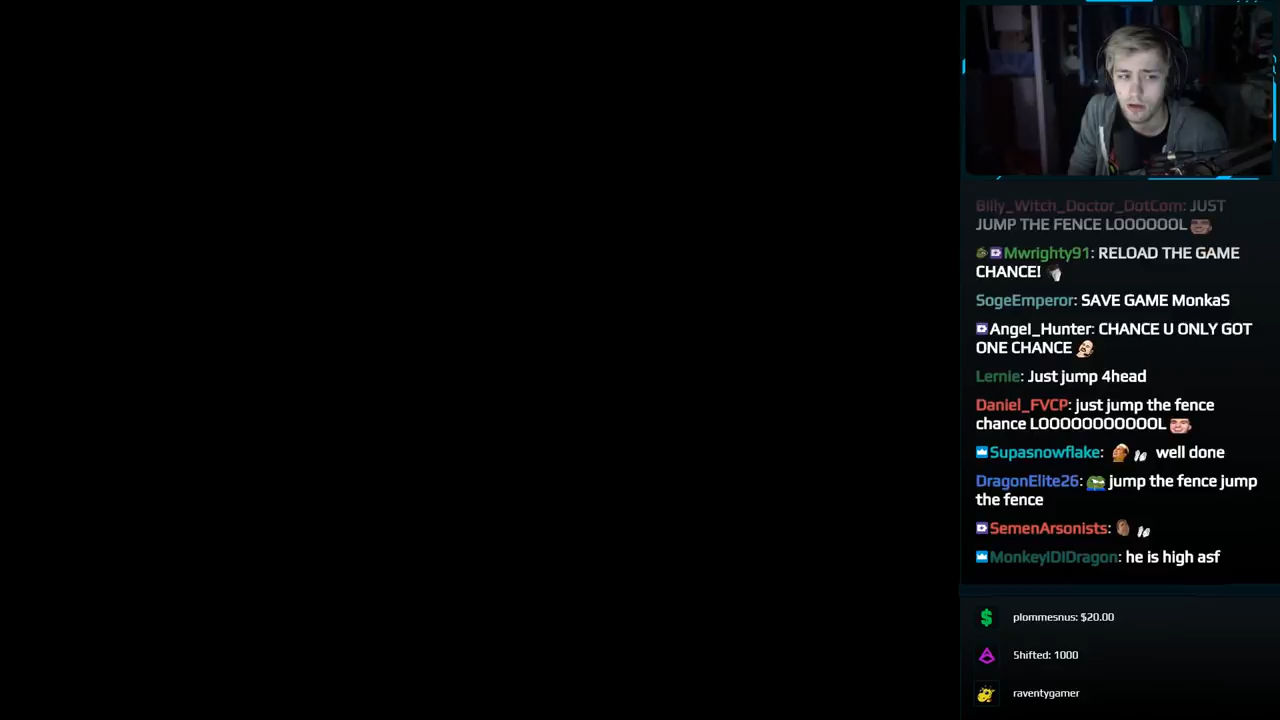 Billy_Witch_Doctor_DotCom: JUST
JUMP THE FENCE LOOOOOOL
Mwrighty91: RELOAD THE GAME
CHANCE!
SogeEmperor: SAVE GAME MonkaS
Angel_Hunter: CHANCE U ONLY GOT
ONE CHANCE
Lernie: Just jump 4head
Daniel_FVCP: just jump the fence
chance LOOOOOOOOOOOL
Supasnowflake: well done
DragonElite26: jump the fence jump
the fence
SemenArsonists:
MonkeyIDIDragon: he is high asf
plommesnus: $20.00
5hifted: 1000
raventygamer